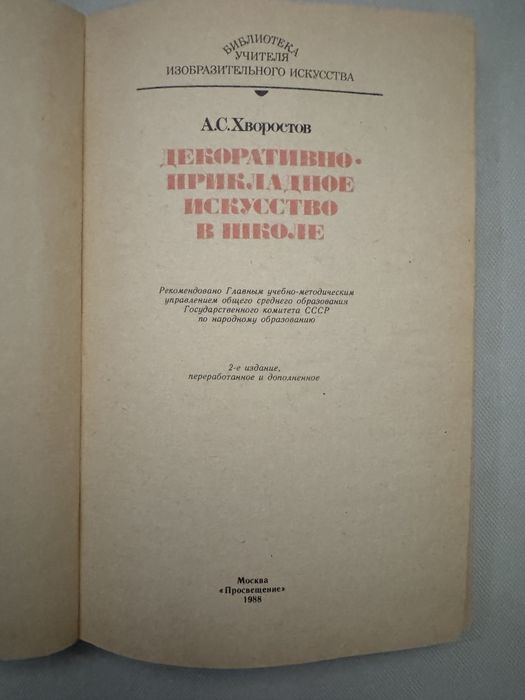 БИБЛИОТЕКА
УЧИТЕЛЯ
ИЗОБРАЗИТЕЛЬНОГО ИСКУССТВА
А.С.Хворостов
ДЕКОРАТИВНО-
ПРИКЛАДНОЕ
ИСКУССТВО
В ШКОЛЕ
Рекомендовано Главным учебно-методическим
управлением общего среднего образования
Государственного комитета СССР
по народному образованию
2-е издание,
переработанное и дополненное
Москва
«Просвещение»
1988